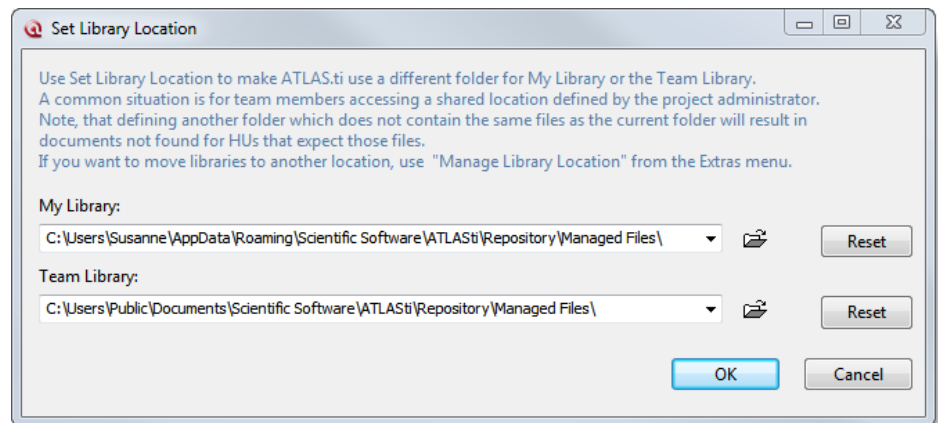 Set Library Location
Use Set Library Location to make ATLAS.ti use a different folder for My Library or the Team Library.
A common situation is for team members accessing a shared location defined by the project administrator.
Note, that defining another folder which does not contain the same files as the current folder will result in
documents not found for HUs that expect those files.
If you want to move libraries to another location, use  "Manage Library Location" from the Extras menu.
My Library:
C:\Users\Susanne\AppData\Roaming\Scientific Software\ATLASti\Repository\Managed Files\
Reset
Team Library:
C:\Users\Public\Documents\Scientific Software\ATLASti\Repository\Managed Files\
Reset
OK
Cancel